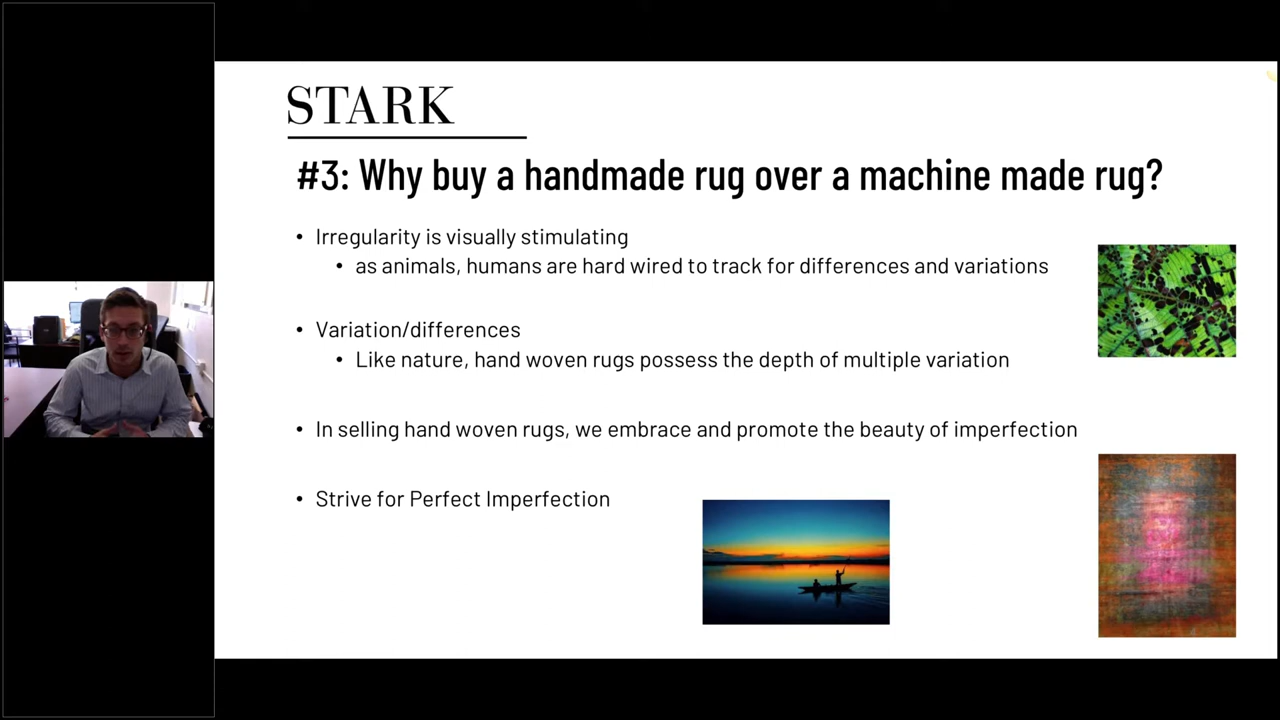 STARK
#3: Why buy a handmade rug over a machine made rug?
• Irregularity is visually stimulating
• as animals, humans are hard wired to track for differences and variations
• Variation/differences
• Like nature, hand woven rugs possess the depth of multiple variation
• In selling hand woven rugs, we embrace and promote the beauty of imperfection
• Strive for Perfect Imperfection